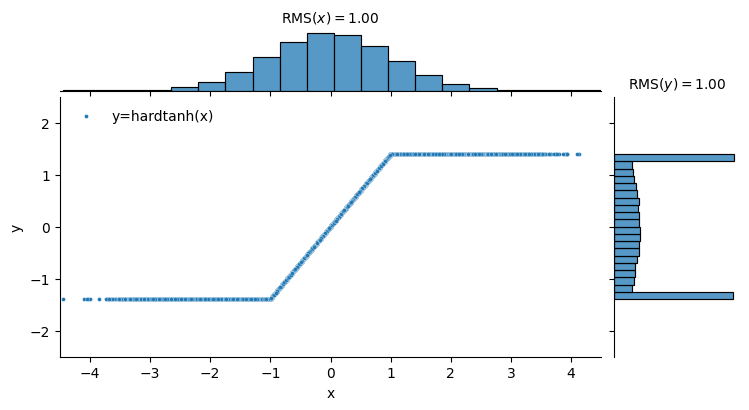 RMS(x) = 1.00
RMS(y) = 1.00
y=hardtanh(x)
2
1
0
−1
−2
y
−4 −3 −2 −1 0 1 2 3 4
x